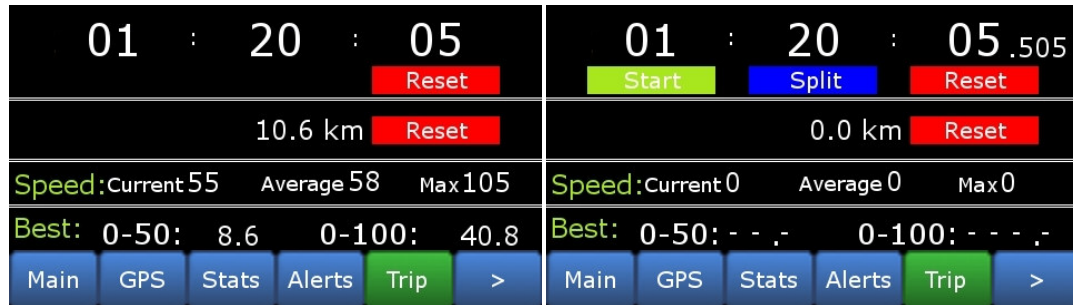 01 : 20 : 05
Reset
10.6 km Reset
Speed: Current 55 Average 58 Max 105
Best: 0-50: 8.6 0-100: 40.8
Main GPS Stats Alerts Trip >
01 : 20 : 05.505
Start Split Reset
0.0 km Reset
Speed: Current 0 Average 0 Max 0
Best: 0-50: - - .- 0-100: - - - .-
Main GPS Stats Alerts Trip >